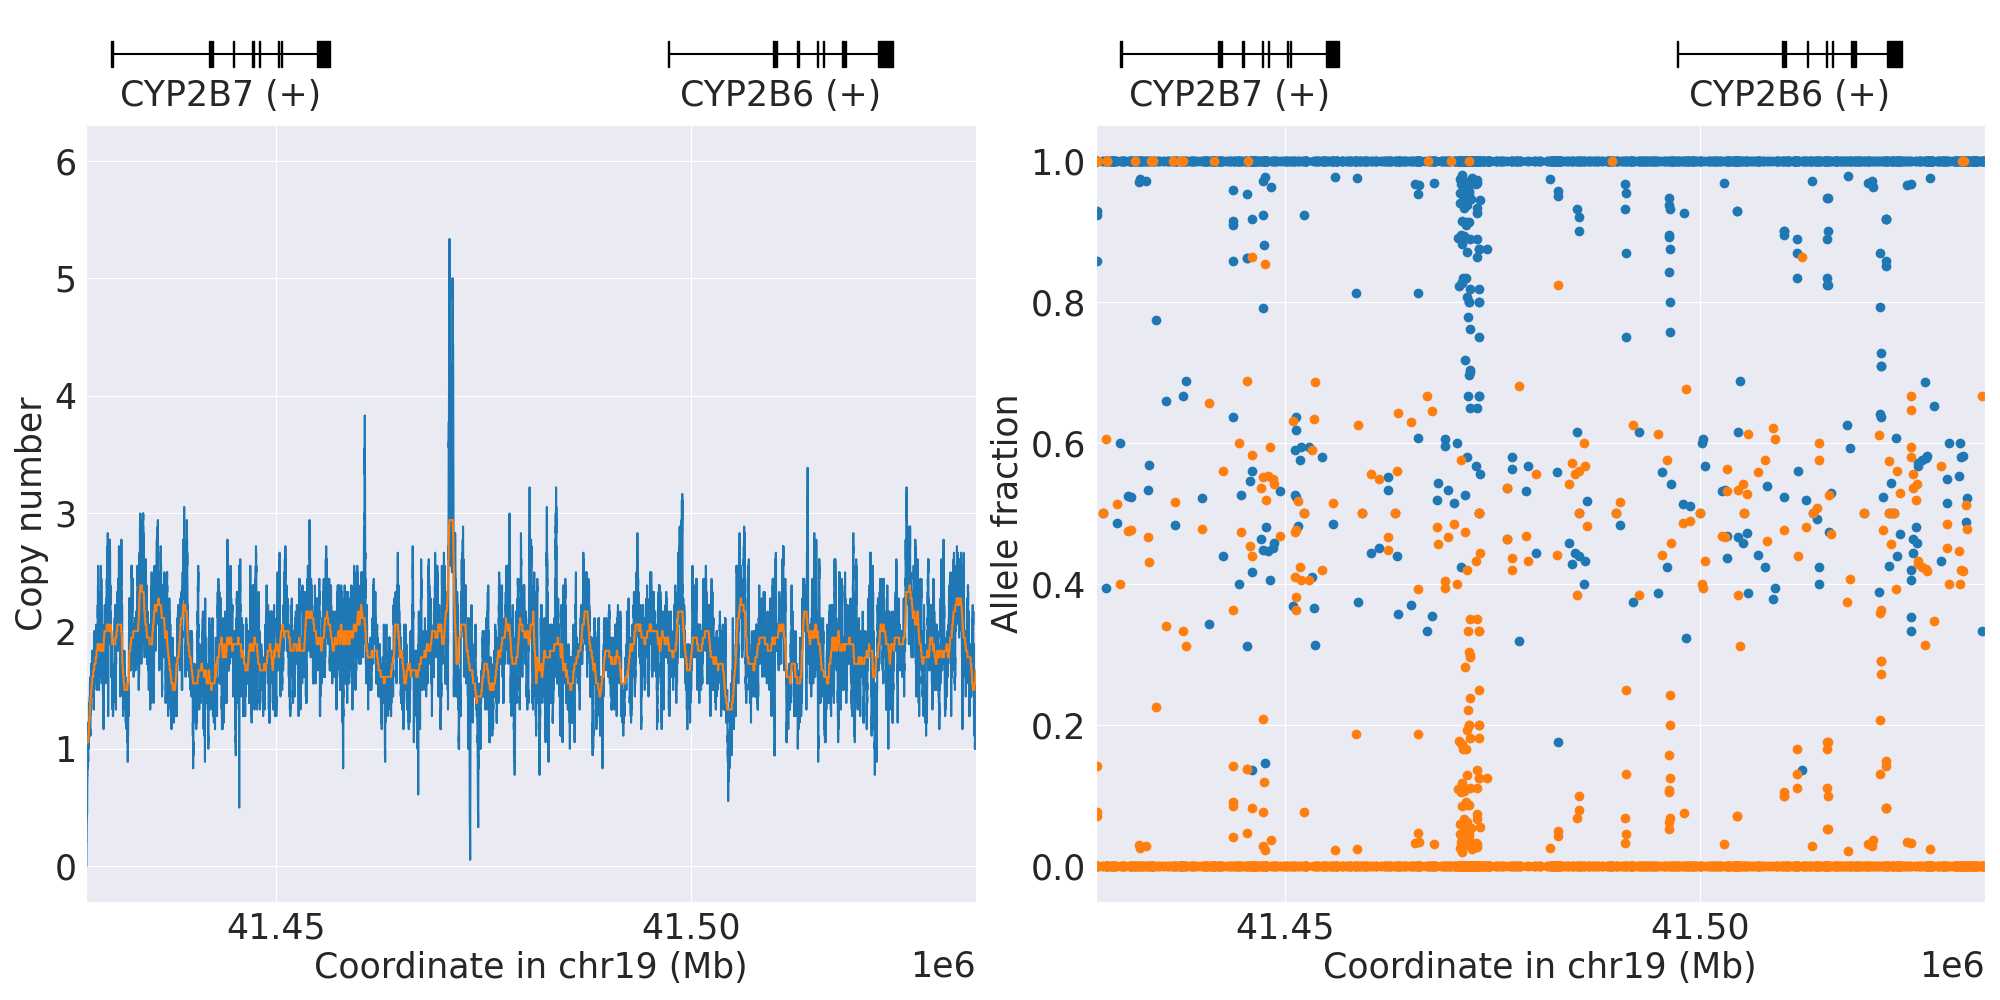 CYP2B7 (+)
CYP2B6 (+)
Copy number
6
5
4
3
2
1
0
41.45
41.50
Coordinate in chr19 (Mb)
1e6
CYP2B7 (+)
CYP2B6 (+)
Allele fraction
1.0
0.8
0.6
0.4
0.2
0.0
41.45
41.50
Coordinate in chr19 (Mb)
1e6